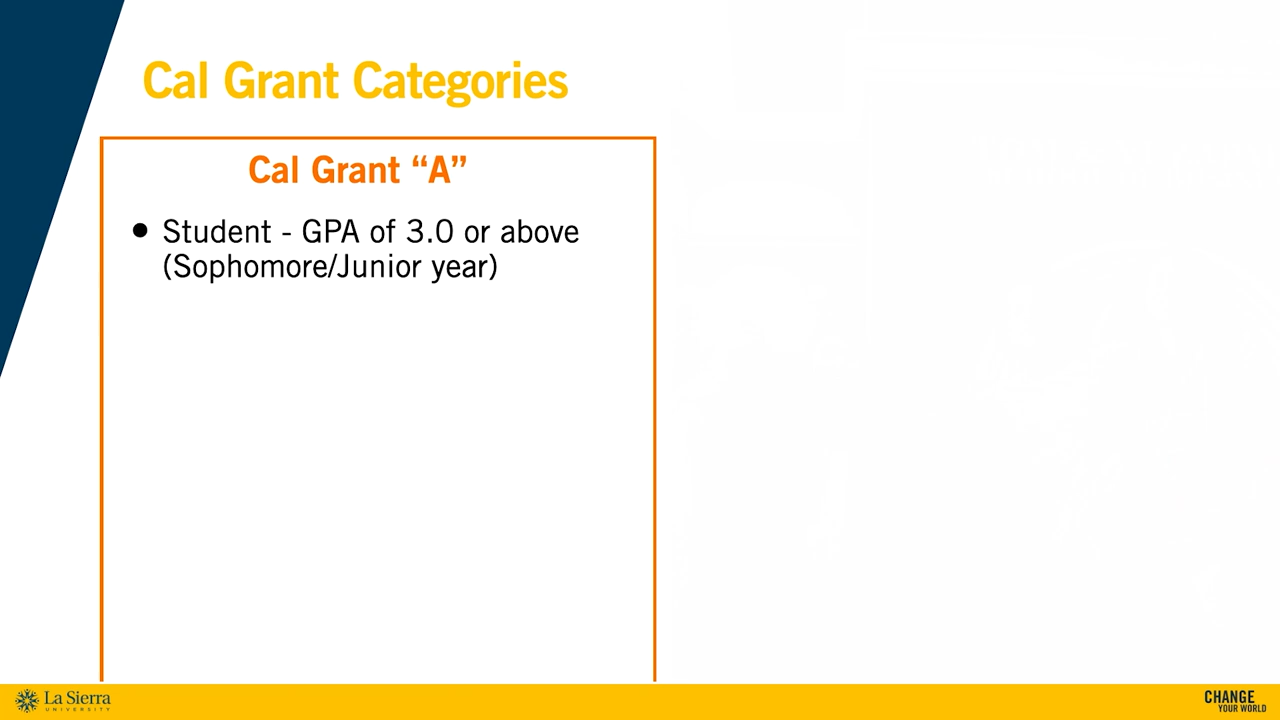 Cal Grant Categories
Cal Grant “A”
● Student - GPA of 3.0 or above
(Sophomore/Junior year)
La Sierra
UNIVERSITY
CHANGE
YOUR WORLD